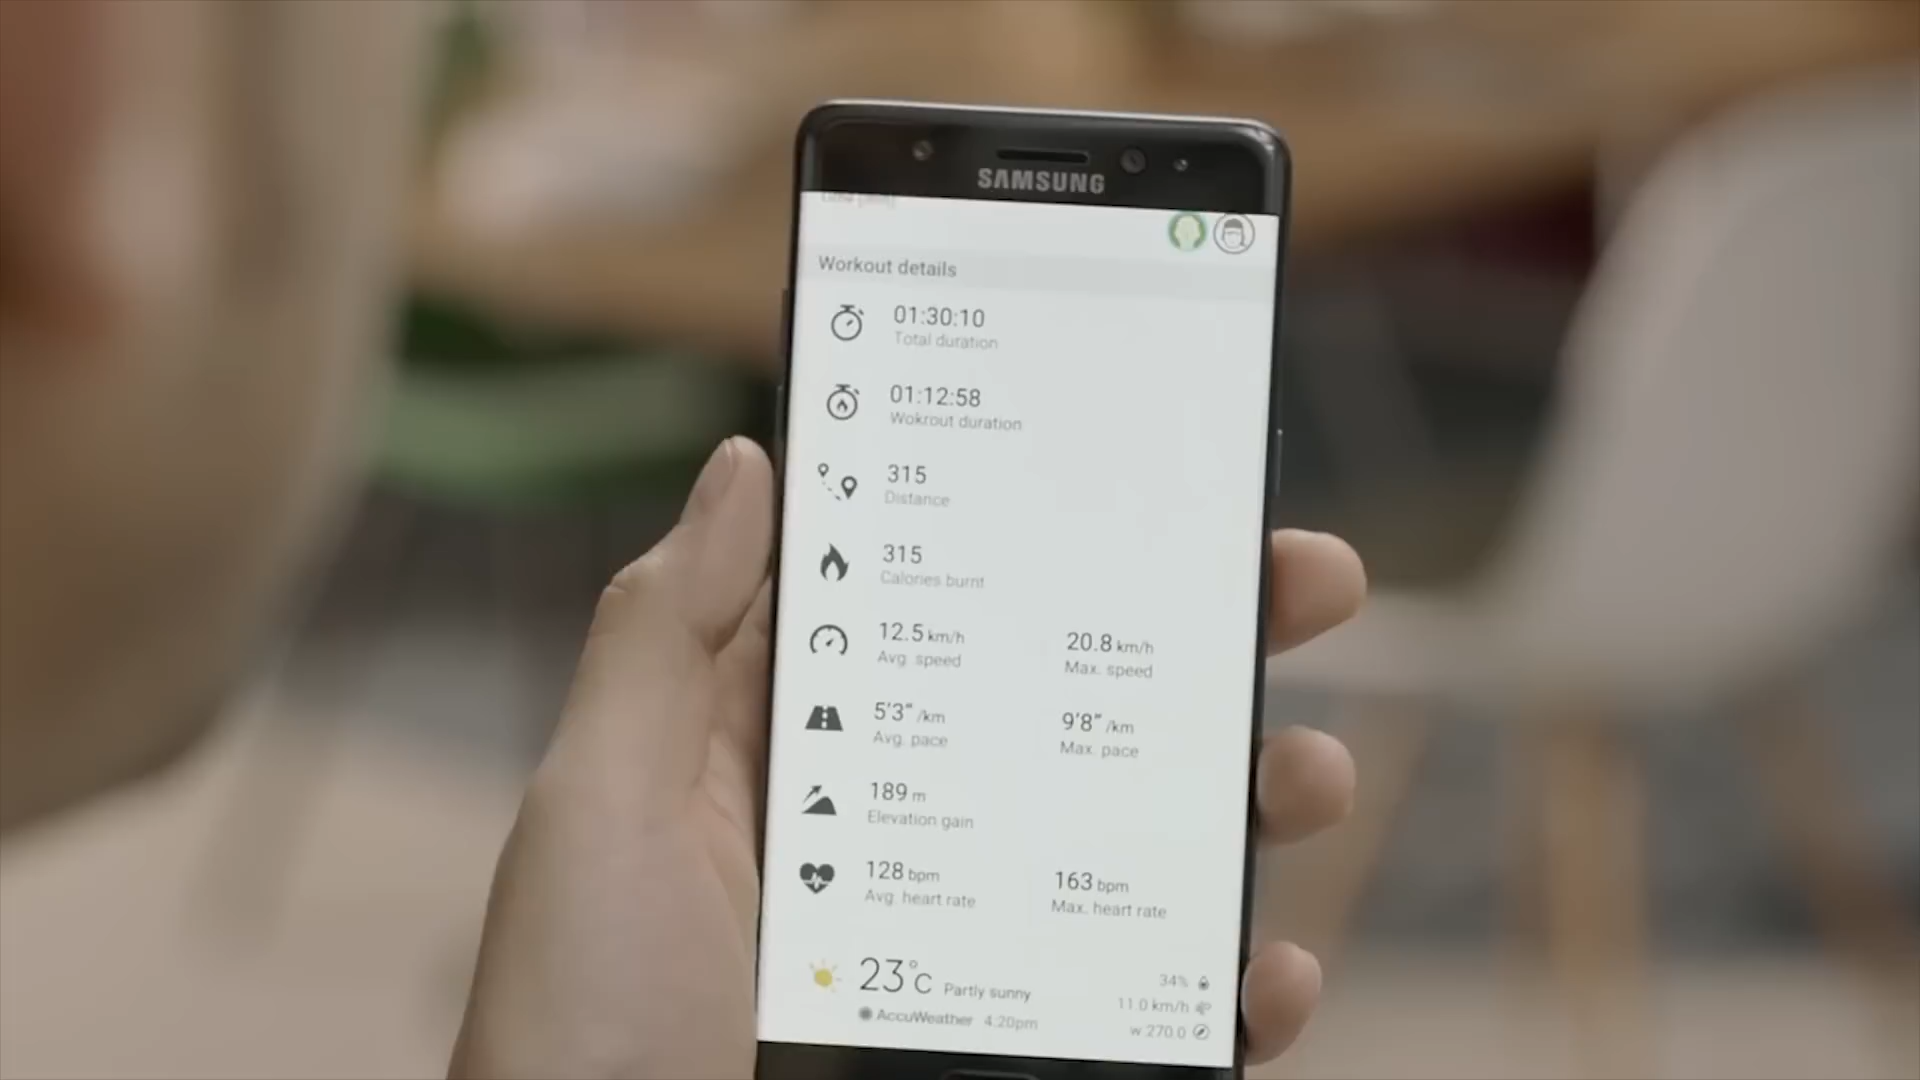 SAMSUNG
Workout details
01:30:10
Total duration
01:12:58
Wokrout duration
315
Distance
315
Calories burnt
12.5 km/h
Avg. speed
20.8 km/h
Max. speed
5'3" /km
Avg. pace
9'8" /km
Max. pace
189 m
Elevation gain
128 bpm
Avg. heart rate
163 bpm
Max. heart rate
23°C Partly sunny
AccuWeather 4:20pm
34%
11.0 km/h
w 270.0